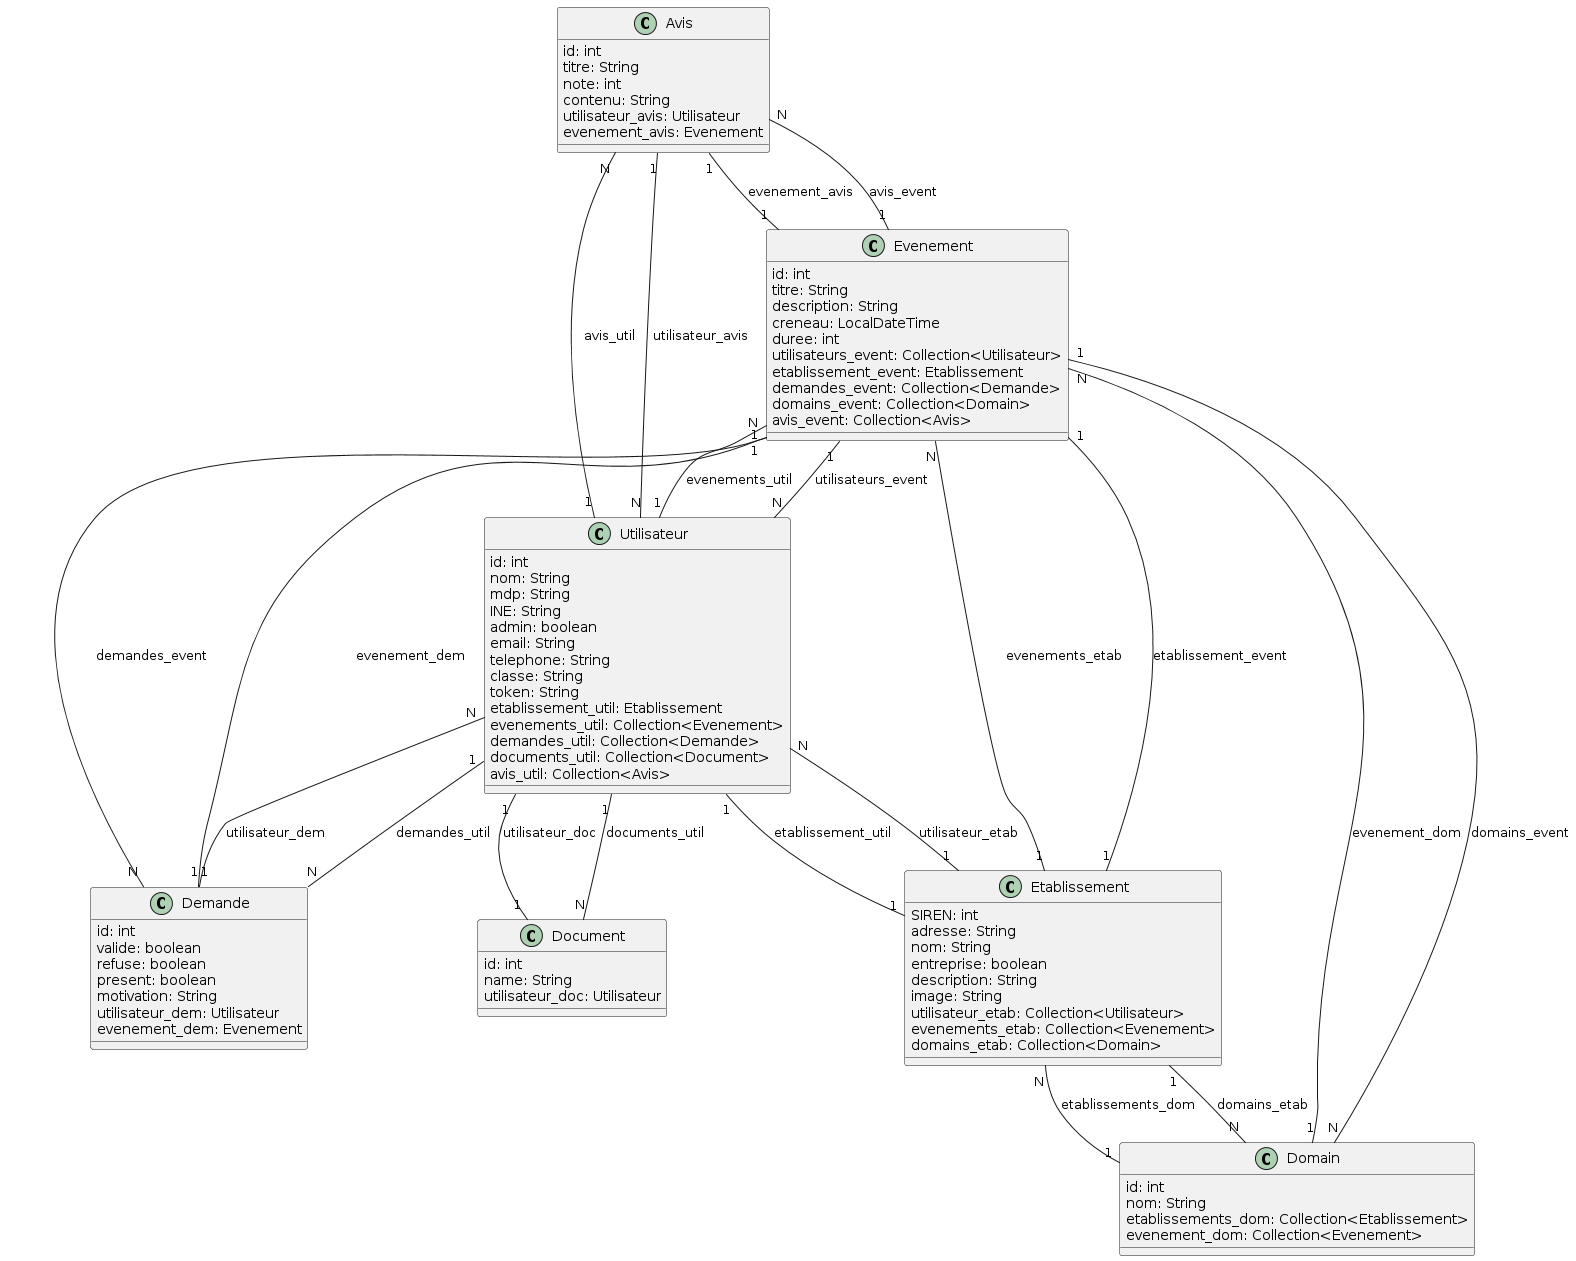 C Avis
id: int
titre: String
note: int
contenu: String
utilisateur_avis: Utilisateur
evenement_avis: Evenement
N
N
1
1
evenement_avis
avis_event
1
1
C Evenement
id: int
titre: String
description: String
creneau: LocalDateTime
duree: int
utilisateurs_event: Collection<Utilisateur>
etablissement_event: Etablissement
demandes_event: Collection<Demande>
domains_event: Collection<Domain>
avis_event: Collection<Avis>
avis_util
utilisateur_avis
1
N
N
1
1
1
N
1
evenements_util
utilisateurs_event
1
N
1
N
C Utilisateur
id: int
nom: String
mdp: String
INE: String
admin: boolean
email: String
telephone: String
classe: String
token: String
etablissement_util: Etablissement
evenements_util: Collection<Evenement>
demandes_util: Collection<Demande>
documents_util: Collection<Document>
avis_util: Collection<Avis>
demandes_event
evenement_dem
evenements_etab
etablissement_event
N
1
N
1
1
1
utilisateur_dem
demandes_util
utilisateur_doc
documents_util
etablissement_util
utilisateur_etab
evenement_dom
domains_event
N
1
1
N
1
1
1
C Demande
id: int
valide: boolean
refuse: boolean
present: boolean
motivation: String
utilisateur_dem: Utilisateur
evenement_dem: Evenement
1
N
1
C Document
id: int
name: String
utilisateur_doc: Utilisateur
C Etablissement
SIREN: int
adresse: String
nom: String
entreprise: boolean
description: String
image: String
utilisateur_etab: Collection<Utilisateur>
evenements_etab: Collection<Evenement>
domains_etab: Collection<Domain>
N
1
etablissements_dom
domains_etab
1
N
1
N
C Domain
id: int
nom: String
etablissements_dom: Collection<Etablissement>
evenement_dom: Collection<Evenement>